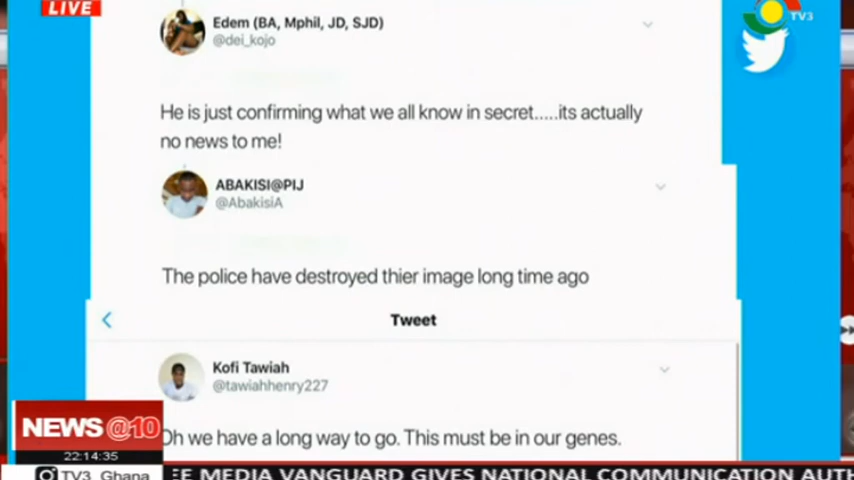 LIVE
TV3
Edem (BA, Mphil, JD, SJD)
@dei_kojo
He is just confirming what we all know in secret.....its actually
no news to me!
ABAKISI@PIJ
@AbakisiA
The police have destroyed thier image long time ago
Tweet
Kofi Tawiah
@tawiahhenry227
Oh we have a long way to go. This must be in our genes.
NEWS@10
22:14:35
TV3_Ghana
EE MEDIA VANGUARD GIVES NATIONAL COMMUNICATION AUTH